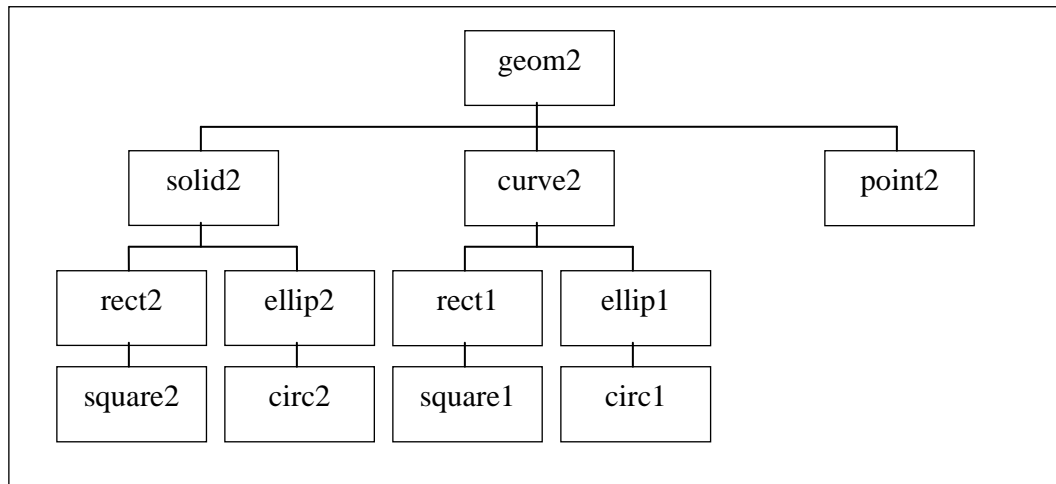 geom2
solid2 curve2 point2
rect2 ellip2 rect1 ellip1
square2 circ2 square1 circ1